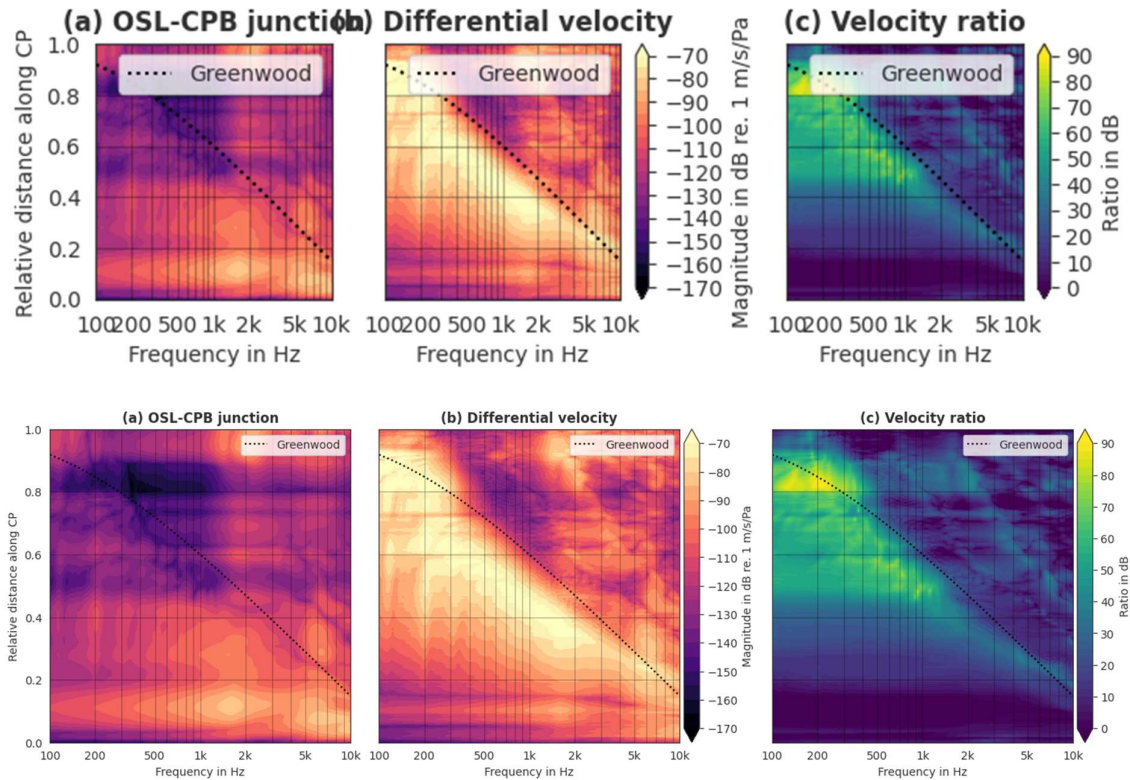 (a) OSL-CPB junction
(b) Differential velocity
(c) Velocity ratio
Relative distance along CP
1.0
0.8
0.6
0.4
0.2
0.0
Greenwood
100 200 500 1k 2k 5k 10k
Frequency in Hz
Greenwood
100 200 500 1k 2k 5k 10k
Frequency in Hz
−70
−80
−90
−100
−110
−120
−130
−140
−150
−160
−170
Magnitude in dB re. 1 m/s/Pa
Greenwood
100 200 500 1k 2k 5k 10k
Frequency in Hz
90
80
70
60
50
40
30
20
10
0
Ratio in dB
(a) OSL-CPB junction
(b) Differential velocity
(c) Velocity ratio
Relative distance along CP
1.0
0.8
0.6
0.4
0.2
0.0
Greenwood
100 200 500 1k 2k 5k 10k
Frequency in Hz
Greenwood
100 200 500 1k 2k 5k 10k
Frequency in Hz
−70
−80
−90
−100
−110
−120
−130
−140
−150
−160
−170
Magnitude in dB re. 1 m/s/Pa
Greenwood
100 200 500 1k 2k 5k 10k
Frequency in Hz
90
80
70
60
50
40
30
20
10
0
Ratio in dB